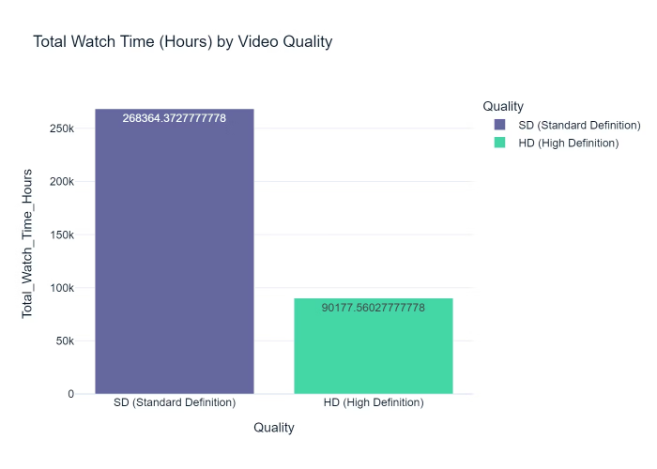 Total Watch Time (Hours) by Video Quality
Quality
SD (Standard Definition)
HD (High Definition)
Total_Watch_Time_Hours
250k
200k
150k
100k
50k
0
268364.3727777778
90177.56027777778
SD (Standard Definition)
HD (High Definition)
Quality